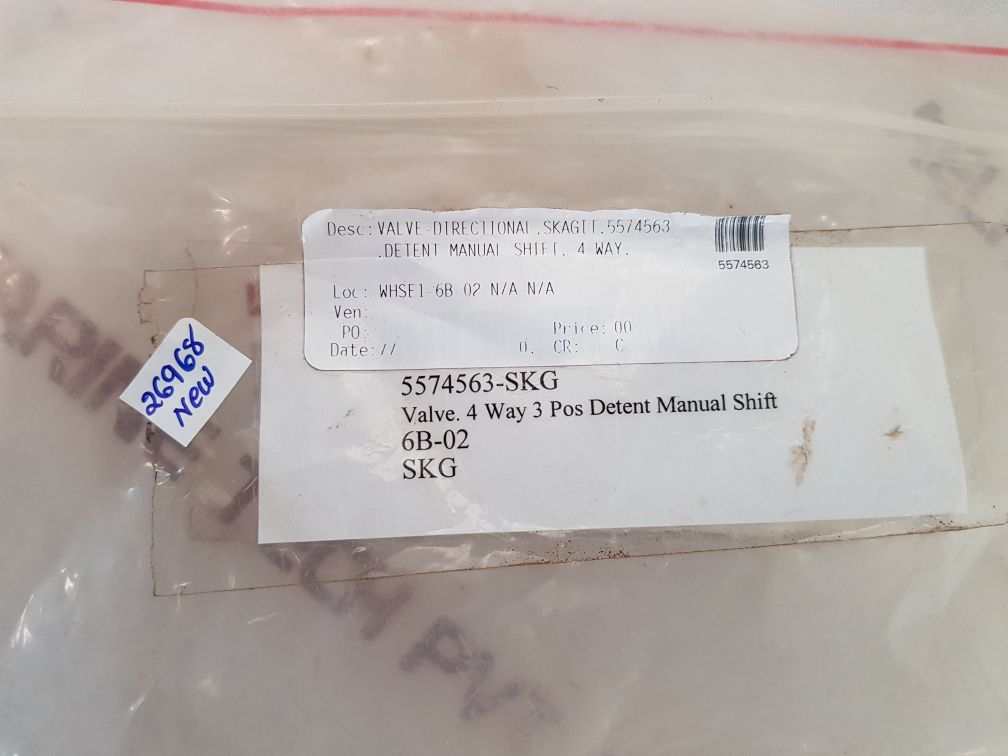 Desc: VALVE-DIRECTIONAL.SKAGIT.5574563
.DETENT MANUAL SHIFT. 4 WAY.
5574563
Loc: WHSE1-6B-02-N/A-N/A
Ven:
PO: Price: 00
Date: // 0. CR: C
26968
NEW
5574563-SKG
Valve. 4 Way 3 Pos Detent Manual Shift
6B-02
SKG